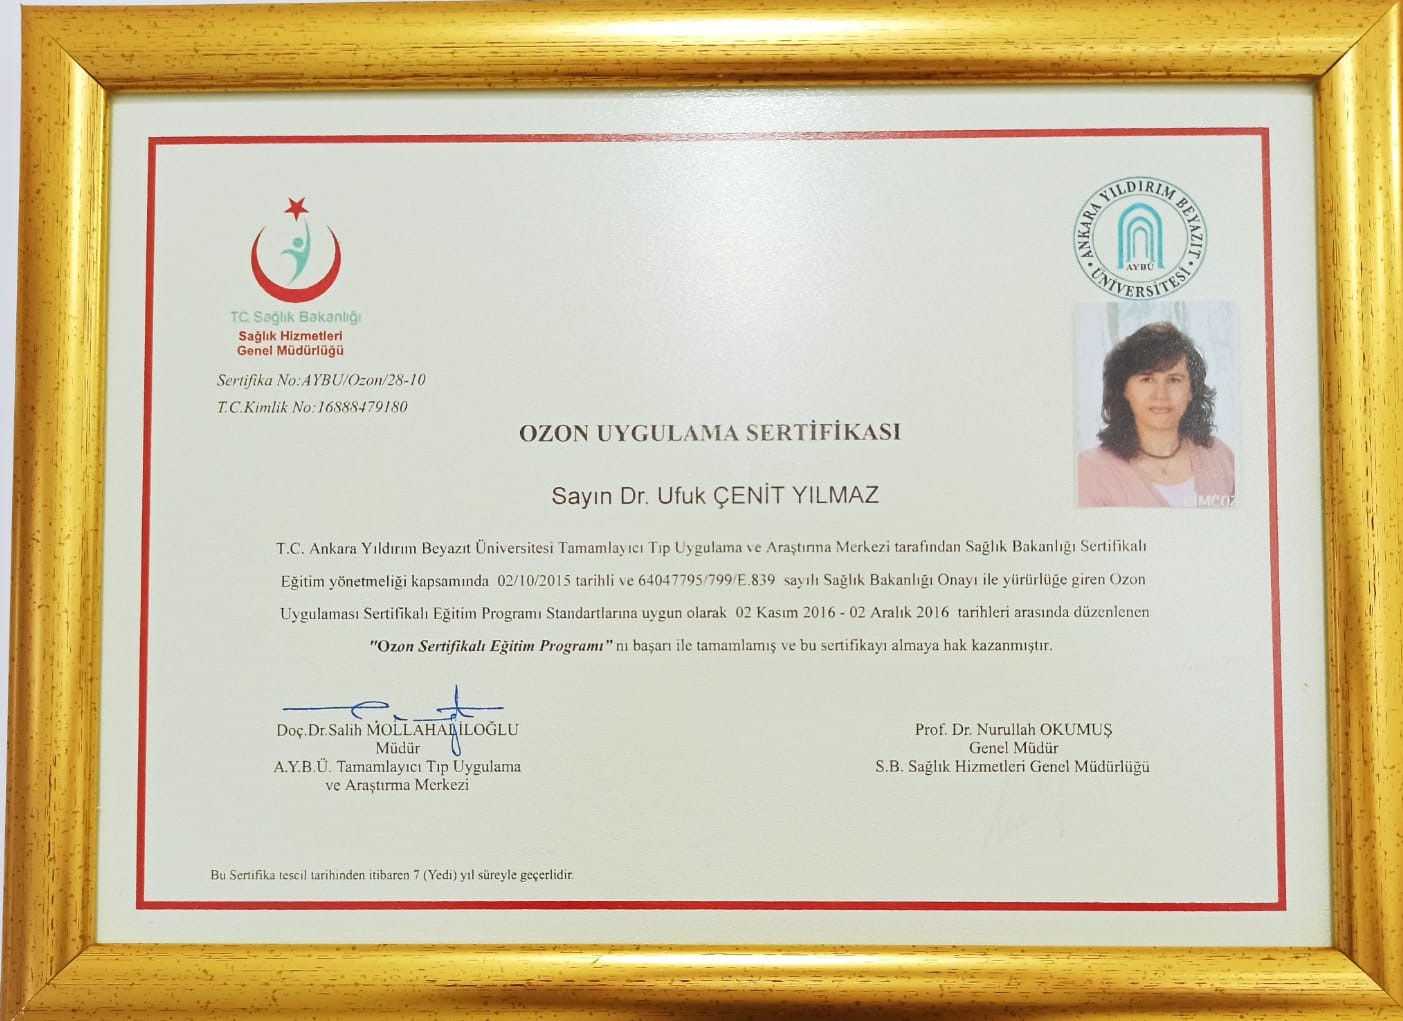 ANKARA YILDIRIM BEYAZIT
ÜNİVERSİTESİ
AYBÜ
T.C. Sağlık Bakanlığı
Sağlık Hizmetleri
Genel Müdürlüğü
Sertifika No:AYBU/Ozon/28-10
T.C.Kimlik No:16888479180
OZON UYGULAMA SERTİFİKASI
Sayın Dr. Ufuk ÇENİT YILMAZ
T.C. Ankara Yıldırım Beyazıt Üniversitesi Tamamlayıcı Tıp Uygulama ve Araştırma Merkezi tarafından Sağlık Bakanlığı Sertifikalı
Eğitim yönetmeliği kapsamında 02/10/2015 tarihli ve 64047795/799/E.839 sayılı Sağlık Bakanlığı Onayı ile yürürlüğe giren Ozon
Uygulaması Sertifikalı Eğitim Programı Standartlarına uygun olarak 02 Kasım 2016 - 02 Aralık 2016 tarihleri arasında düzenlenen
"Ozon Sertifikalı Eğitim Programı" nı başarı ile tamamlamış ve bu sertifikayı almaya hak kazanmıştır.
Doç.Dr.Salih MOLLAHALİLOĞLU
Müdür
A.Y.B.Ü. Tamamlayıcı Tıp Uygulama
ve Araştırma Merkezi
Prof. Dr. Nurullah OKUMUŞ
Genel Müdür
S.B. Sağlık Hizmetleri Genel Müdürlüğü
Bu Sertifika tescil tarihinden itibaren 7 (Yedi) yıl süreyle geçerlidir.